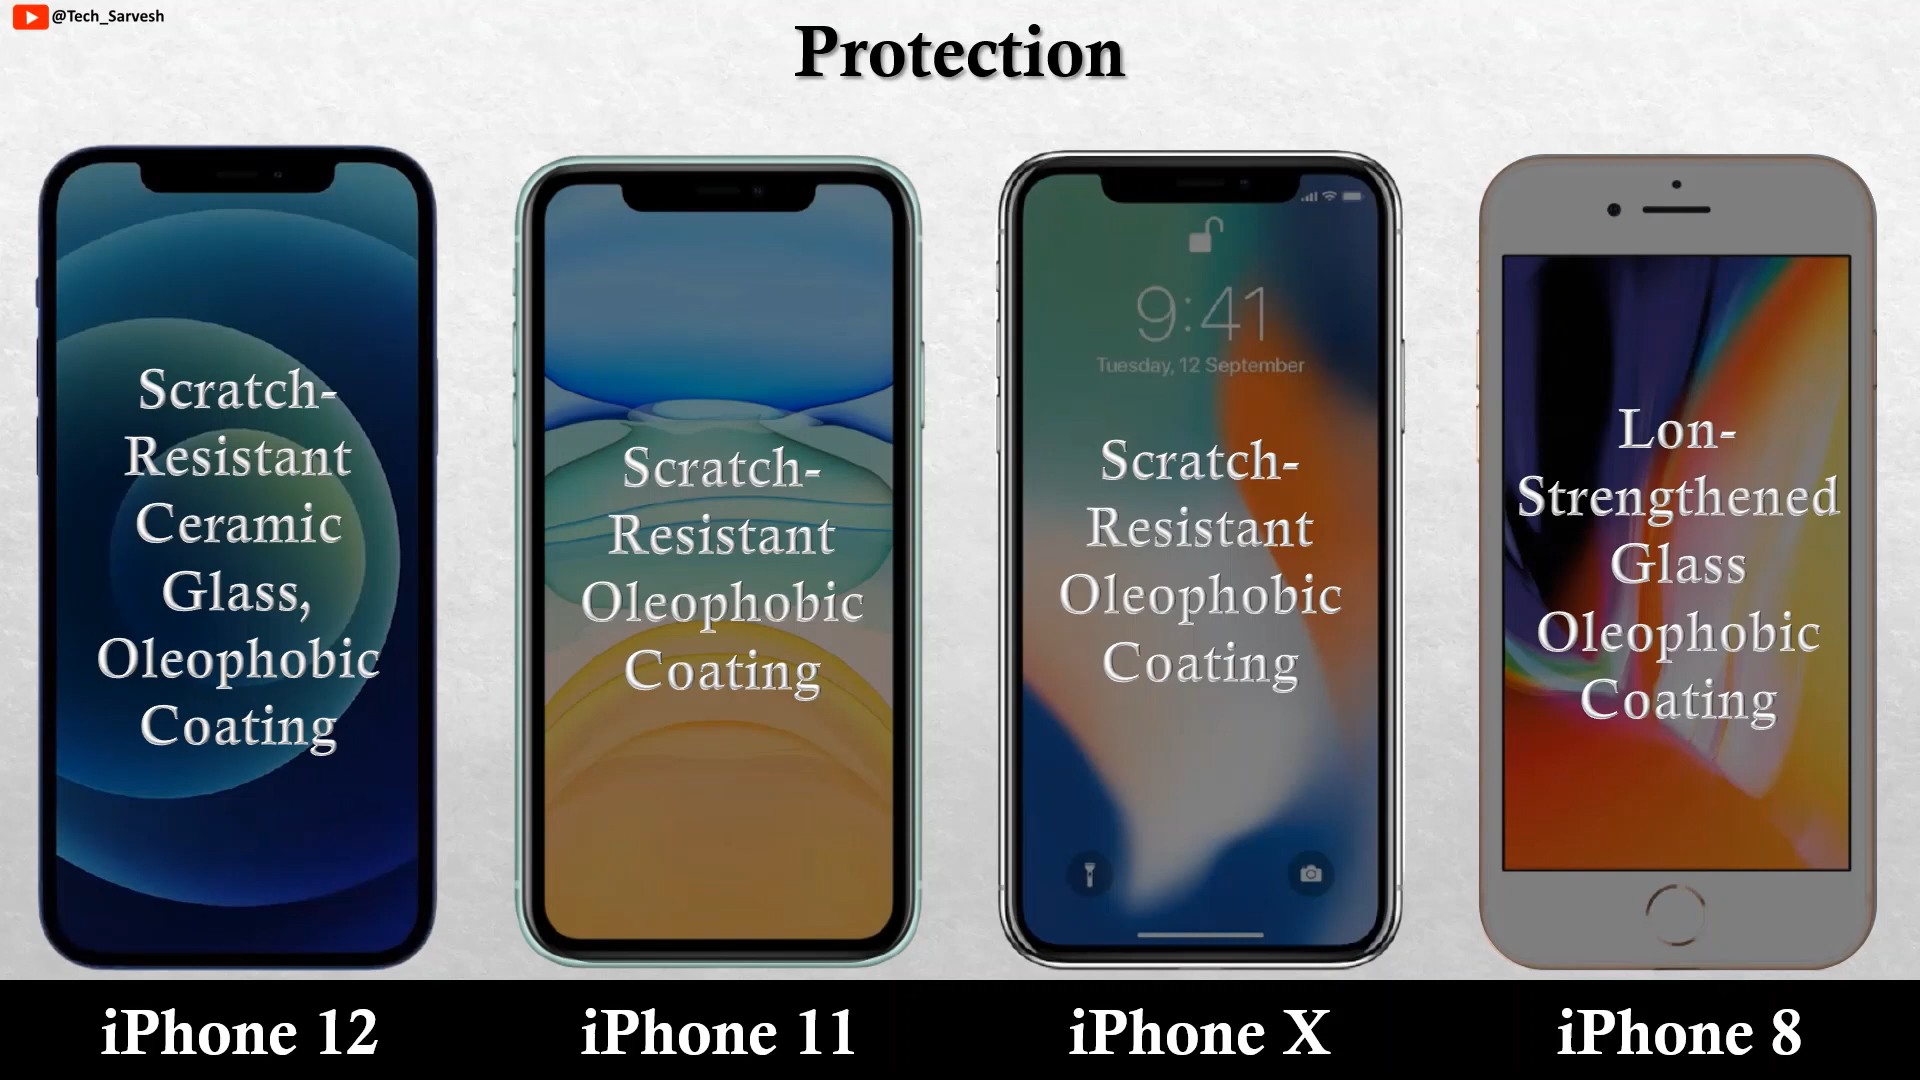 @Tech_Sarvesh
Protection
Scratch-
Resistant
Ceramic
Glass,
Oleophobic
Coating
Scratch-
Resistant
Oleophobic
Coating
9:41
Tuesday, 12 September
Scratch-
Resistant
Oleophobic
Coating
Lon-
Strengthened
Glass
Oleophobic
Coating
iPhone 12
iPhone 11
iPhone X
iPhone 8